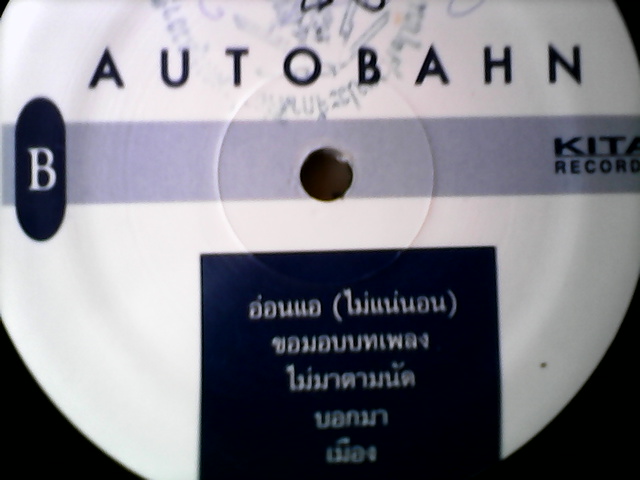 AUTOBAHN
B
KITA
RECORD
อ่อนแอ (ไม่แน่นอน)
ขอมอบบทเพลง
ไม่มาตามนัด
บอกมา
เมือง